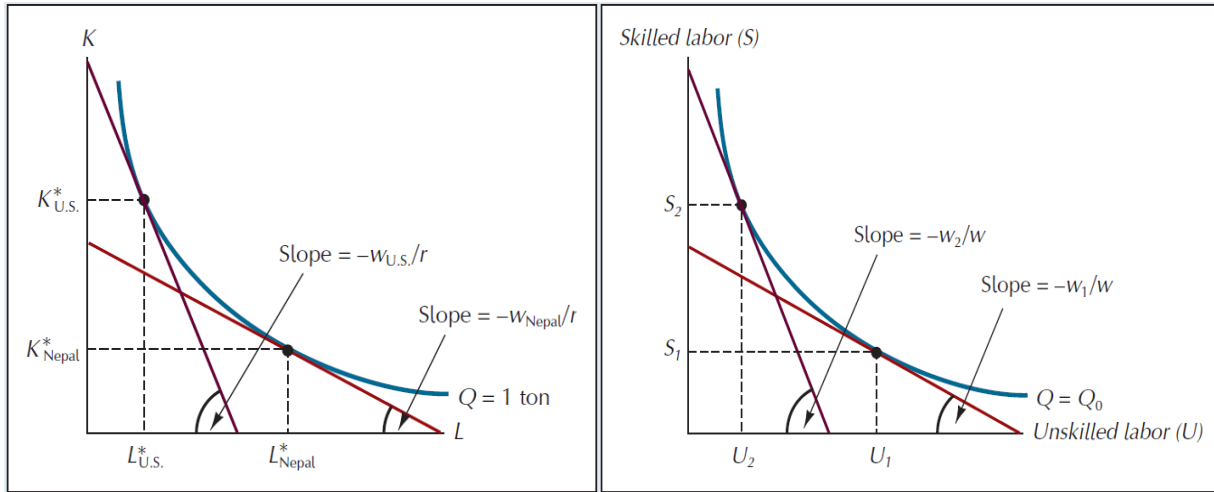 K
K*U.S.
Slope = –wU.S./r
Slope = –wNepal/r
K*Nepal
Q = 1 ton
L
L*U.S.
L*Nepal
Skilled labor (S)
S2
Slope = –w2/w
Slope = –w1/w
S1
Q = Q0
Unskilled labor (U)
U2
U1